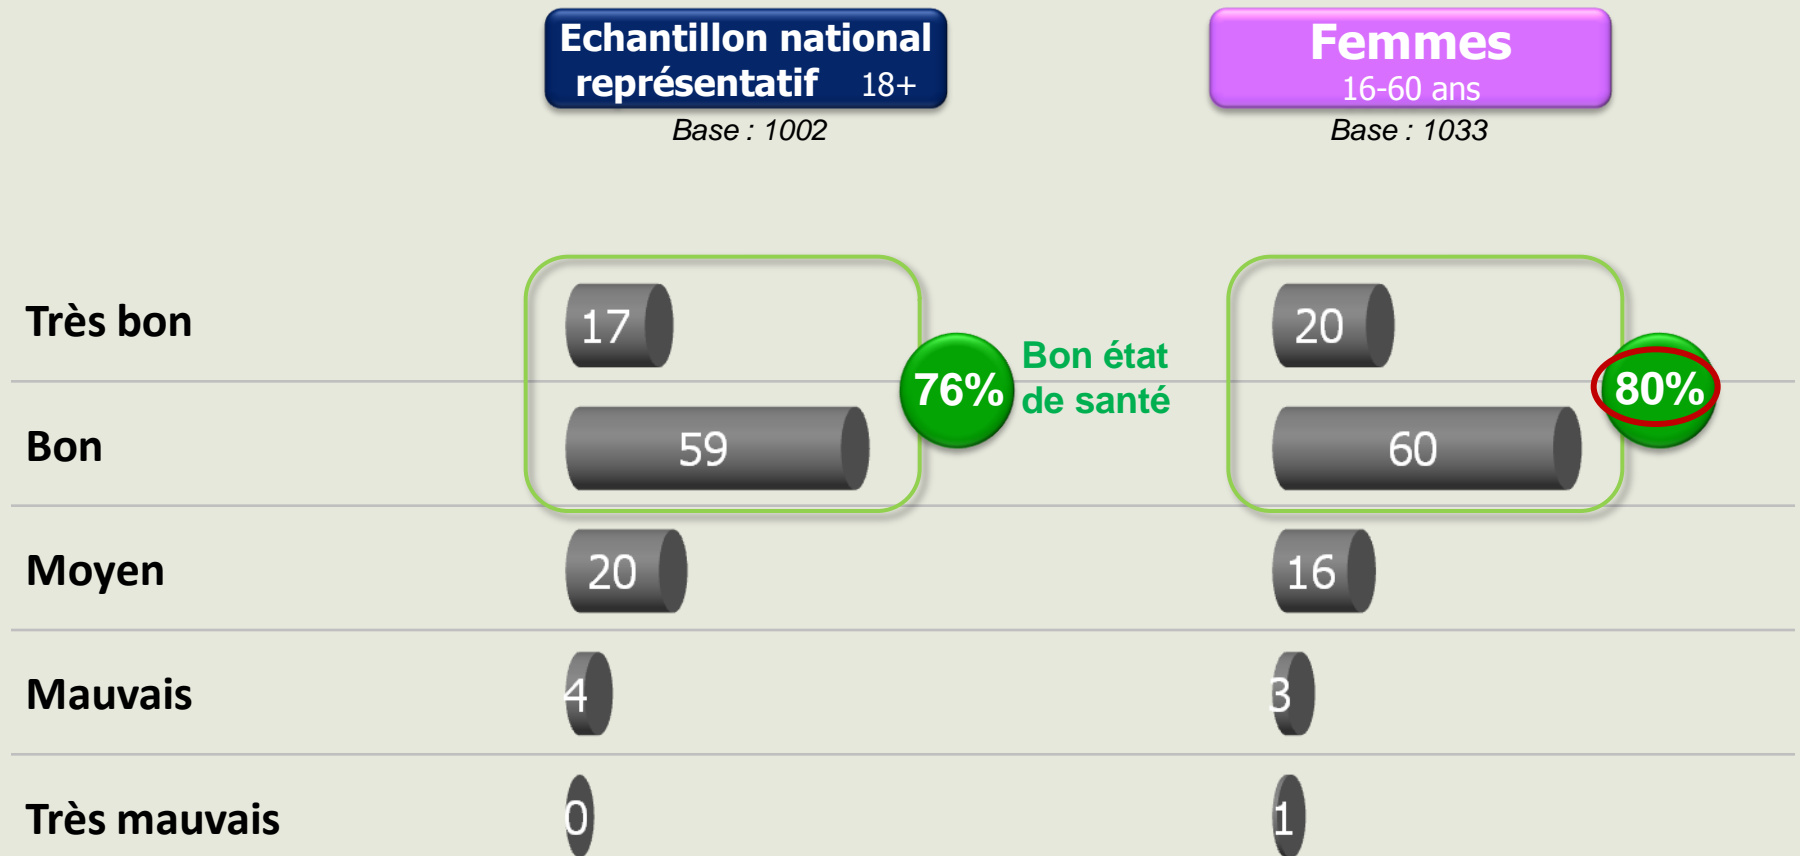 Echantillon national
représentatif 18+
Base : 1002
Femmes
16-60 ans
Base : 1033
Très bon
17
20
Bon état
de santé
76%
80%
Bon
59
60
Moyen
20
16
Mauvais
4
3
Très mauvais
0
1